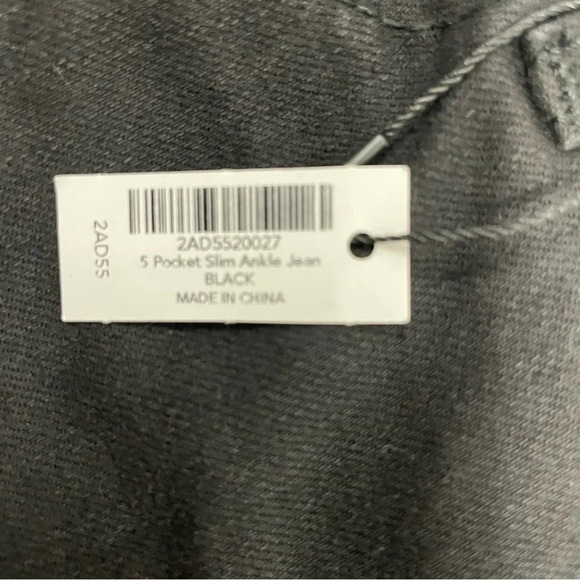 2AD55
2AD5520027
5 Pocket Slim Ankle Jean
BLACK
MADE IN CHINA